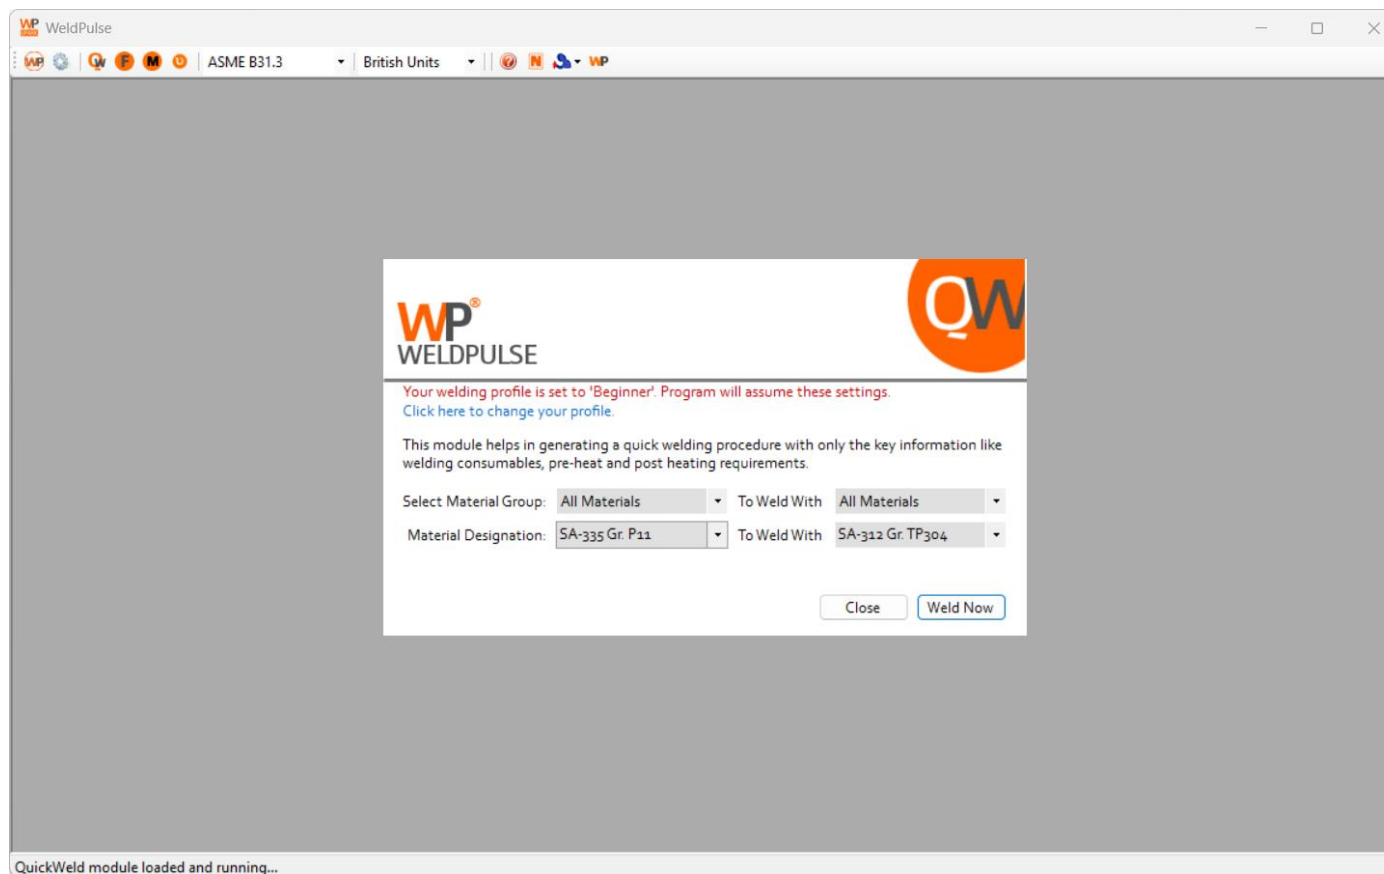 WP WeldPulse
WP QW F M ASME B31.3 British Units N WP
QW
WP®
WELDPULSE
Your welding profile is set to 'Beginner'. Program will assume these settings.
Click here to change your profile.
This module helps in generating a quick welding procedure with only the key information like
welding consumables, pre-heat and post heating requirements.
Select Material Group: All Materials To Weld With All Materials
Material Designation: SA-335 Gr. P11 To Weld With SA-312 Gr. TP304
Close Weld Now
QuickWeld module loaded and running...